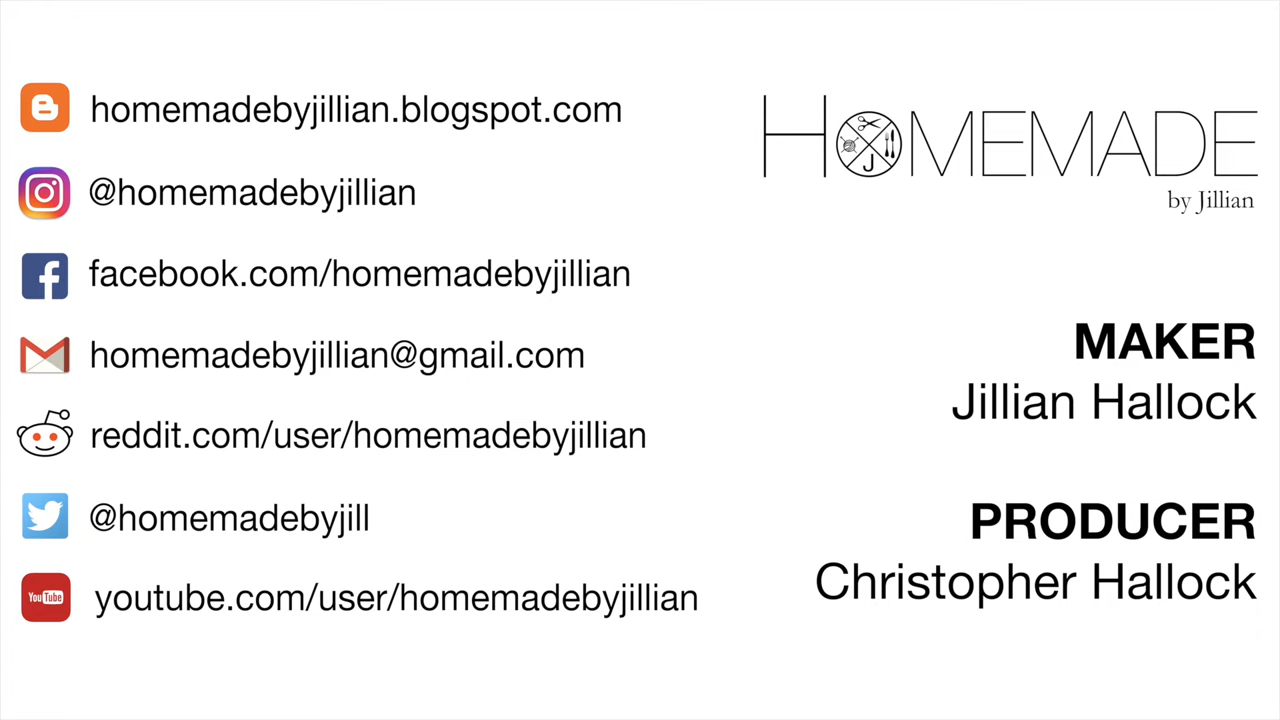 homemadebyjillian.blogspot.com
@homemadebyjillian
facebook.com/homemadebyjillian
homemadebyjillian@gmail.com
reddit.com/user/homemadebyjillian
@homemadebyjill
YouTube
youtube.com/user/homemadebyjillian
HOMEMADE
J
by Jillian
MAKER
Jillian Hallock
PRODUCER
Christopher Hallock